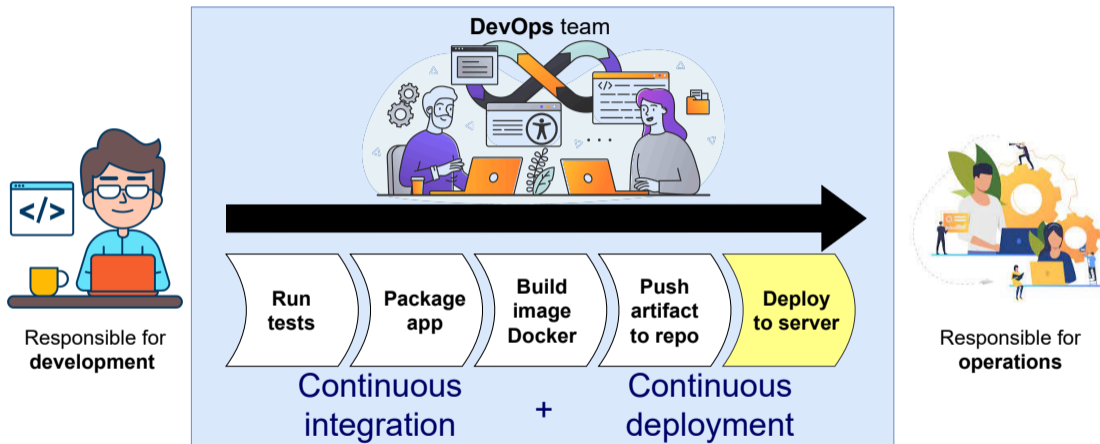 DevOps team
</>
</>
Run
tests
Package
app
Build
image
Docker
Push
artifact
to repo
Deploy
to server
Responsible for
development
Responsible for
operations
Continuous
integration
+
Continuous
deployment